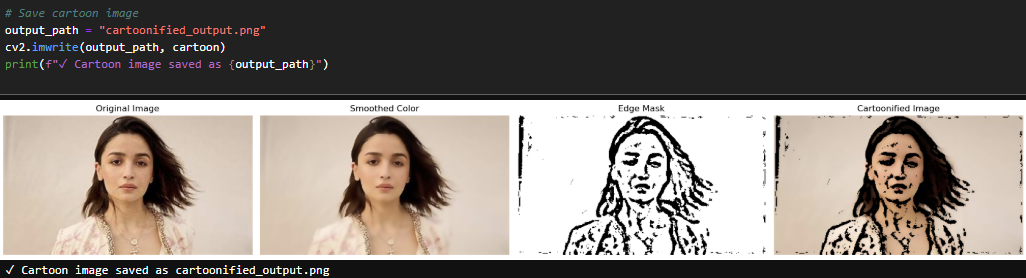 # Save cartoon image
output_path = "cartoonified_output.png"
cv2.imwrite(output_path, cartoon)
print(f"✓ Cartoon image saved as {output_path}")
Original Image
Smoothed Color
Edge Mask
Cartoonified Image
✓ Cartoon image saved as cartoonified_output.png